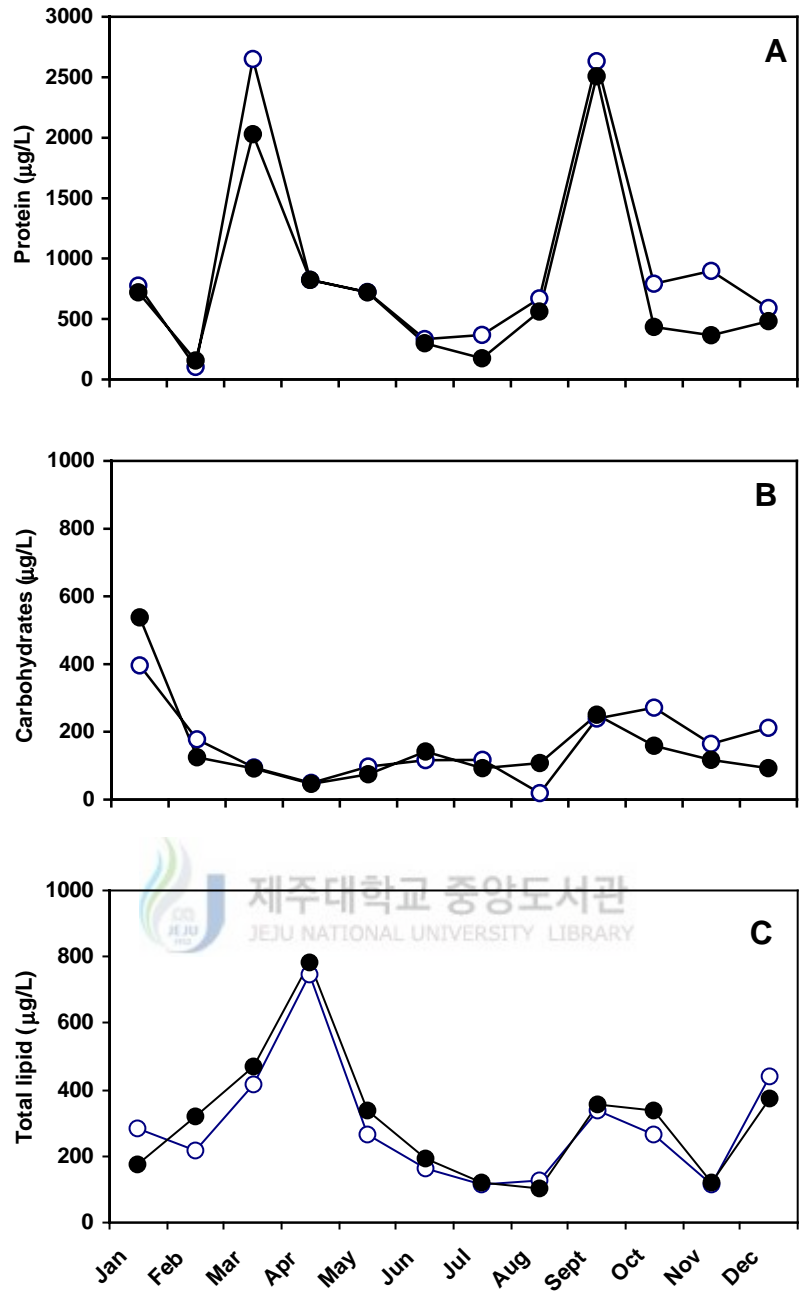 3000
2500
2000
1500
1000
500
0
Protein (μg/L)
A
1000
800
600
400
200
0
Carbohydrates (μg/L)
B
제주대학교 중앙도서관
JEJU NATIONAL UNIVERSITY LIBRARY
JEJU
1952
1000
800
600
400
200
0
Total lipid (μg/L)
C
Jan
Feb
Mar
Apr
May
Jun
Jul
Aug
Sept
Oct
Nov
Dec